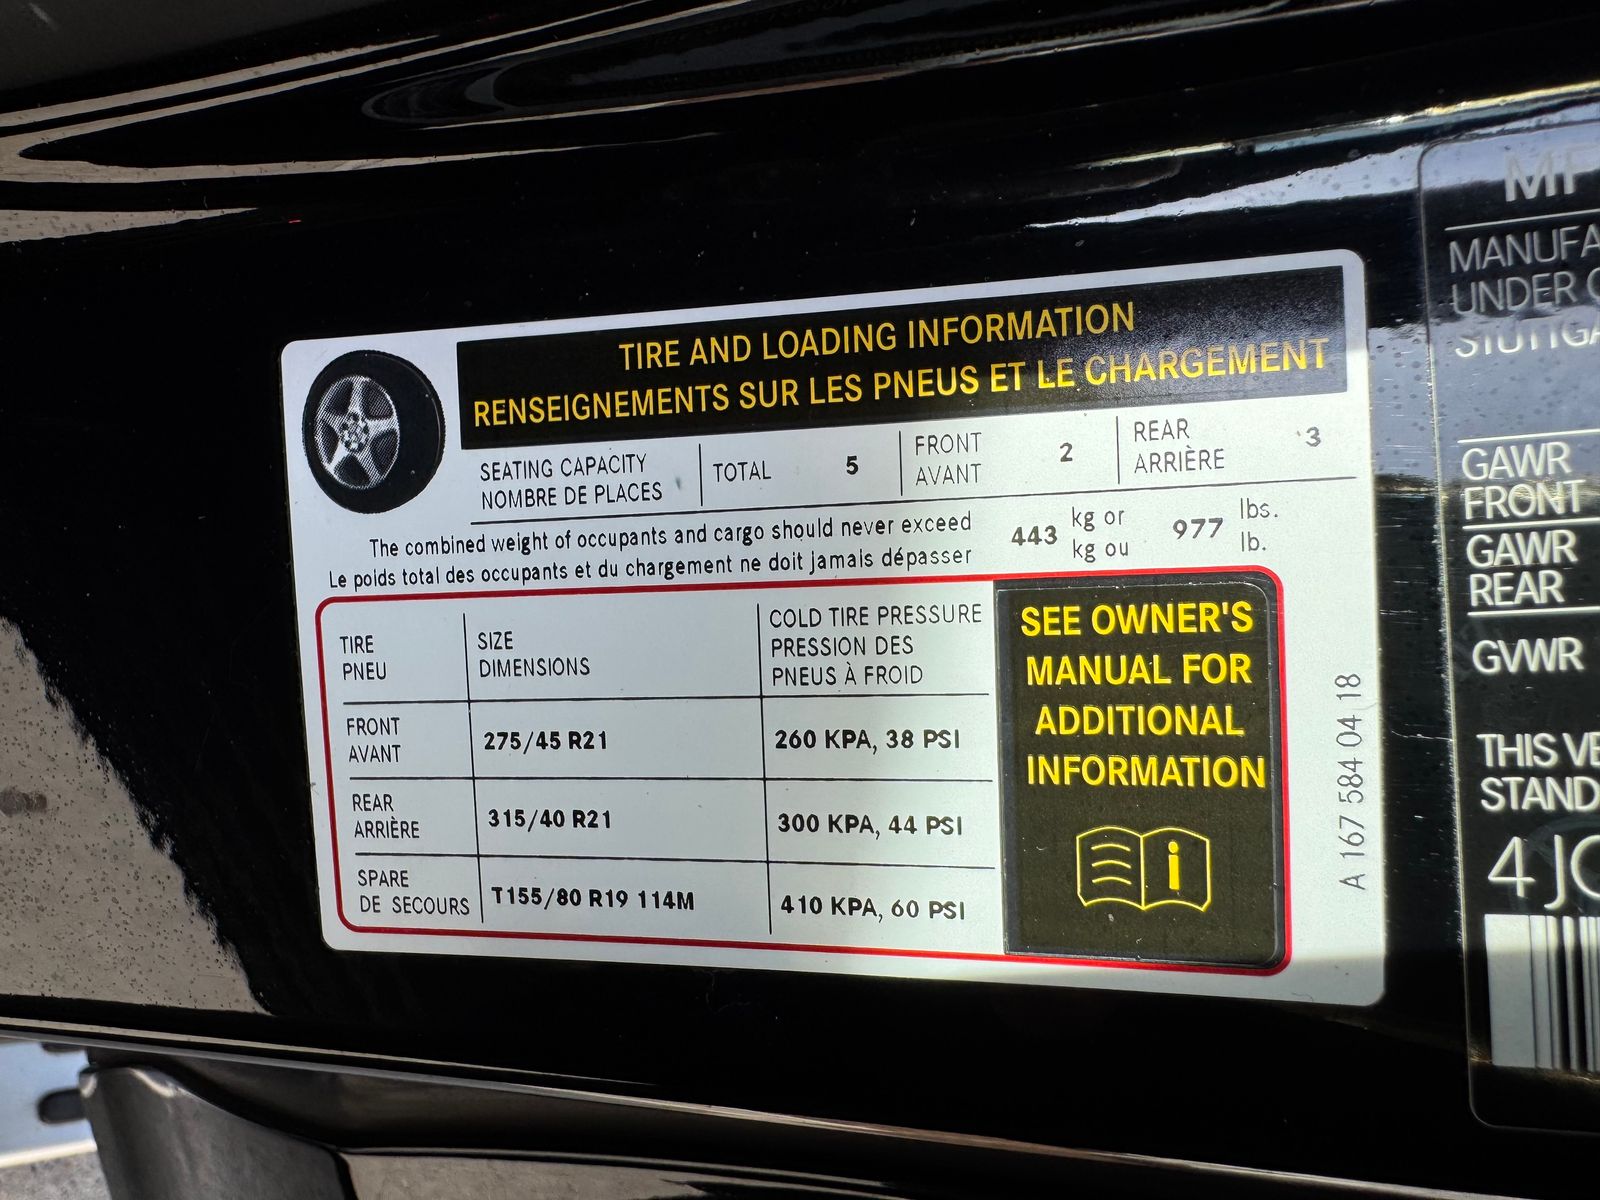 TIRE AND LOADING INFORMATION
RENSEIGNEMENTS SUR LES PNEUS ET LE CHARGEMENT
SEATING CAPACITY
NOMBRE DE PLACES
TOTAL 5
FRONT
AVANT
2
REAR
ARRIÈRE
3
The combined weight of occupants and cargo should never exceed
Le poids total des occupants et du chargement ne doit jamais dépasser
443
kg or
kg ou
977
lbs.
lb.
TIRE
PNEU
SIZE
DIMENSIONS
COLD TIRE PRESSURE
PRESSION DES
PNEUS À FROID
FRONT
AVANT
275/45 R21
260 KPA, 38 PSI
REAR
ARRIÈRE
315/40 R21
300 KPA, 44 PSI
SPARE
DE SECOURS
T155/80 R19 114M
410 KPA, 60 PSI
SEE OWNER'S
MANUAL FOR
ADDITIONAL
INFORMATION
A 167 584 04 18
GAWR
FRONT
GAWR
REAR
GVWR